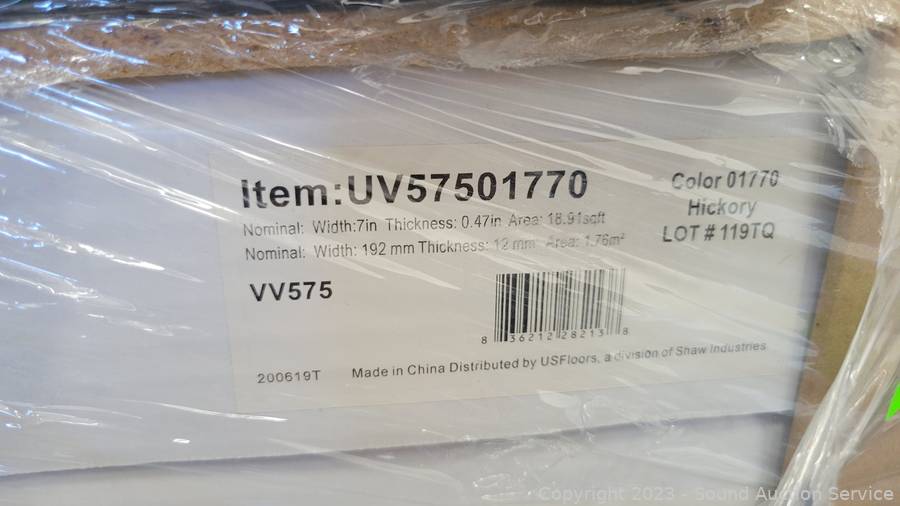 Item:UV57501770
Nominal: Width:7in Thickness: 0.47in Area: 18.91sqft
Nominal: Width: 192 mm Thickness: 12 mm Area: 1.76m²
Color 01770
Hickory
LOT # 119TQ
VV575
8 36212 28213 8
200619T
Made in China Distributed by USFloors, a division of Shaw Industries
Copyright 2023 - Sound Auction Service